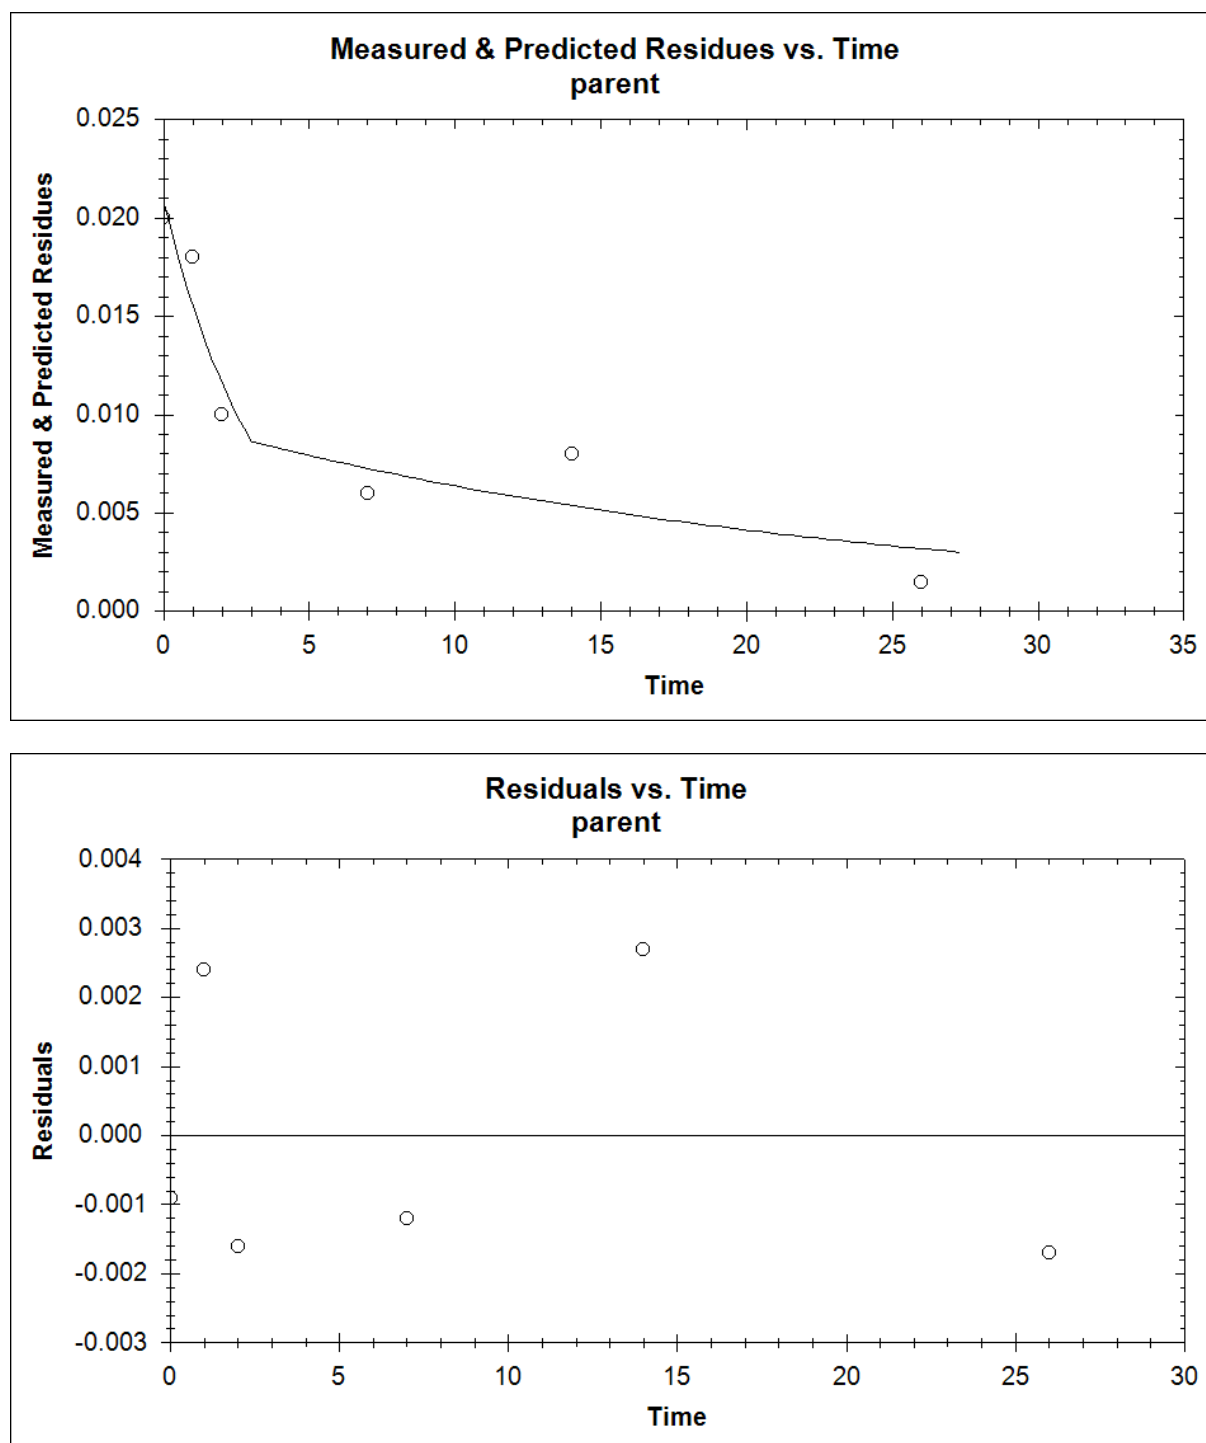 Measured & Predicted Residues vs. Time
parent
Measured & Predicted Residues
0.025
0.020
0.015
0.010
0.005
0.000
0 5 10 15 20 25 30 35
Time
Residuals vs. Time
parent
Residuals
0.004
0.003
0.002
0.001
0.000
-0.001
-0.002
-0.003
0 5 10 15 20 25 30
Time